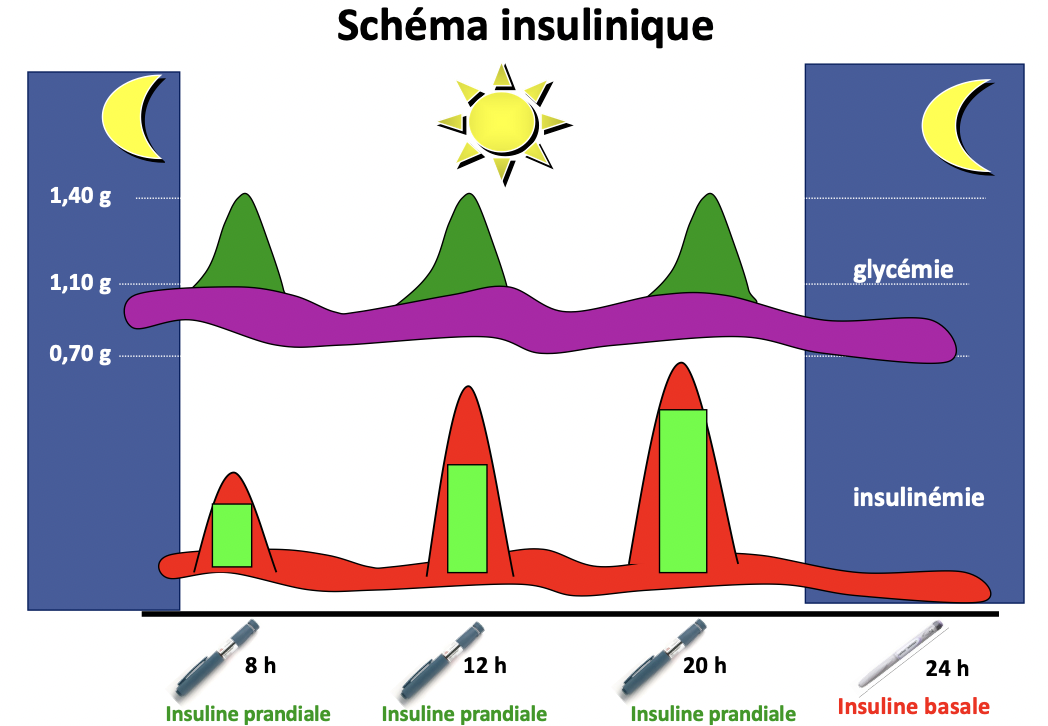 Schéma insulinique
1,40 g
1,10 g
glycémie
0,70 g
insulinémie
8 h
12 h
20 h
24 h
Insuline prandiale
Insuline prandiale
Insuline prandiale
Insuline basale